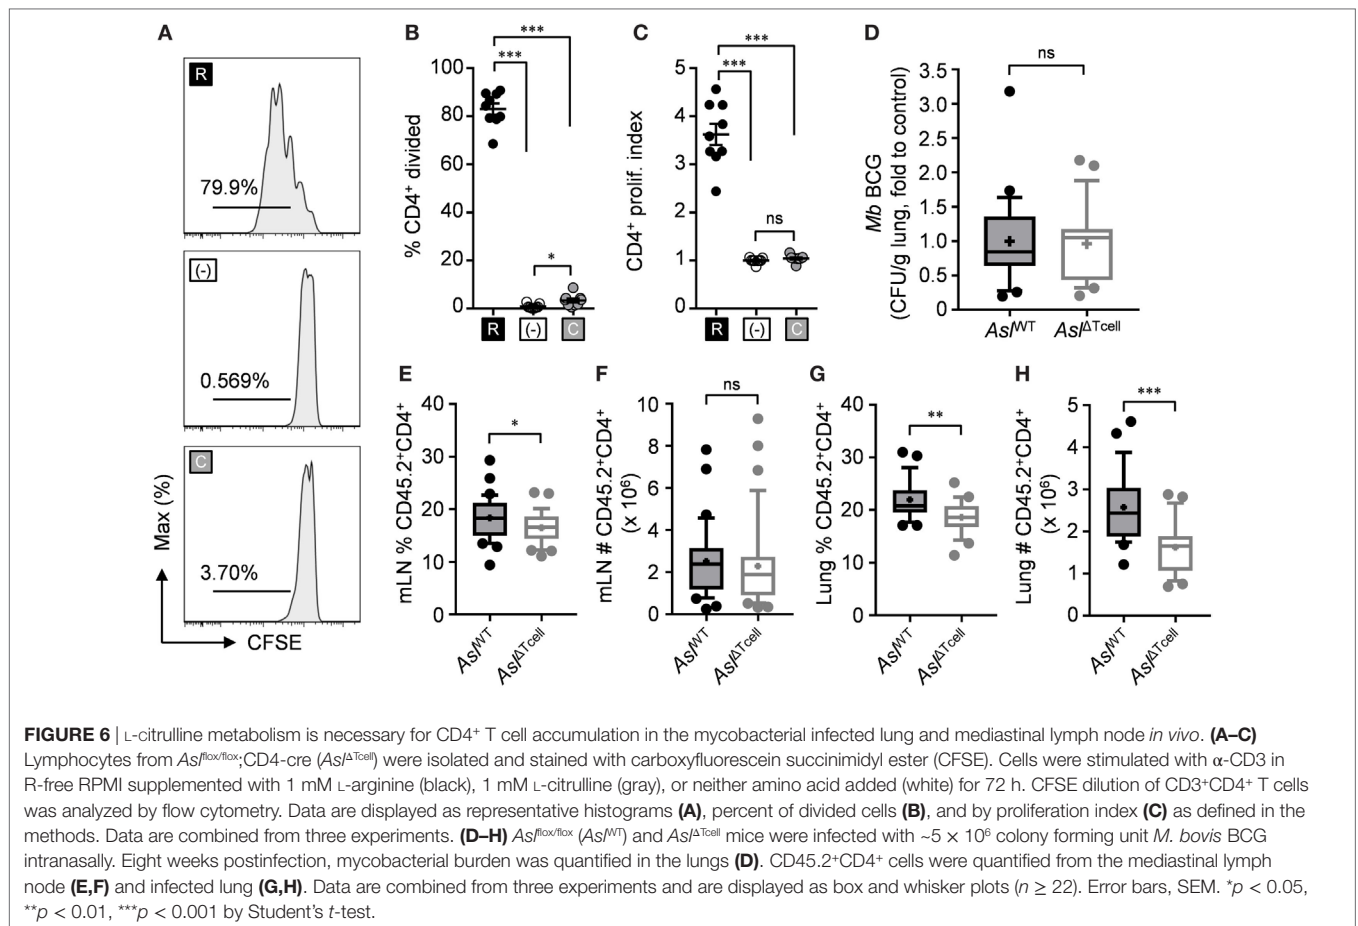 A
R
79.9%
(-)
0.569%
C
3.70%
Max (%)
CFSE
B
***
***
% CD4⁺ divided
100
80
60
40
20
0
*
R (-) C
C
***
***
CD4⁺ prolif. index
5
4
3
2
1
0
ns
R (-) C
D
ns
Mb BCG
(CFU/g lung, fold to control)
3.5
3.0
2.5
2.0
1.5
1.0
0.5
0
Aslᵂᵀ Asl^ΔTcell
E
mLN % CD45.2⁺CD4⁺
40
30
20
10
0
*
Aslᵂᵀ
Asl^ΔTcell
F
mLN # CD45.2⁺CD4⁺
(x 10⁶)
10
8
6
4
2
0
ns
Aslᵂᵀ
Asl^ΔTcell
G
Lung % CD45.2⁺CD4⁺
40
30
20
10
0
**
Aslᵂᵀ
Asl^ΔTcell
H
Lung # CD45.2⁺CD4⁺
(x 10⁶)
5
4
3
2
1
0
***
Aslᵂᵀ
Asl^ΔTcell
FIGURE 6 | L-citrulline metabolism is necessary for CD4⁺ T cell accumulation in the mycobacterial infected lung and mediastinal lymph node in vivo. (A–C)
Lymphocytes from Asl^flox/flox;CD4-cre (Asl^ΔTcell) were isolated and stained with carboxyfluorescein succinimidyl ester (CFSE). Cells were stimulated with α-CD3 in
R-free RPMI supplemented with 1 mM L-arginine (black), 1 mM L-citrulline (gray), or neither amino acid added (white) for 72 h. CFSE dilution of CD3⁺CD4⁺ T cells
was analyzed by flow cytometry. Data are displayed as representative histograms (A), percent of divided cells (B), and by proliferation index (C) as defined in the
methods. Data are combined from three experiments. (D–H) Asl^flox/flox (Aslᵂᵀ) and Asl^ΔTcell mice were infected with ~5 × 10⁶ colony forming unit M. bovis BCG
intranasally. Eight weeks postinfection, mycobacterial burden was quantified in the lungs (D). CD45.2⁺CD4⁺ cells were quantified from the mediastinal lymph
node (E,F) and infected lung (G,H). Data are combined from three experiments and are displayed as box and whisker plots (n ≥ 22). Error bars, SEM. *p < 0.05,
**p < 0.01, ***p < 0.001 by Student's t-test.